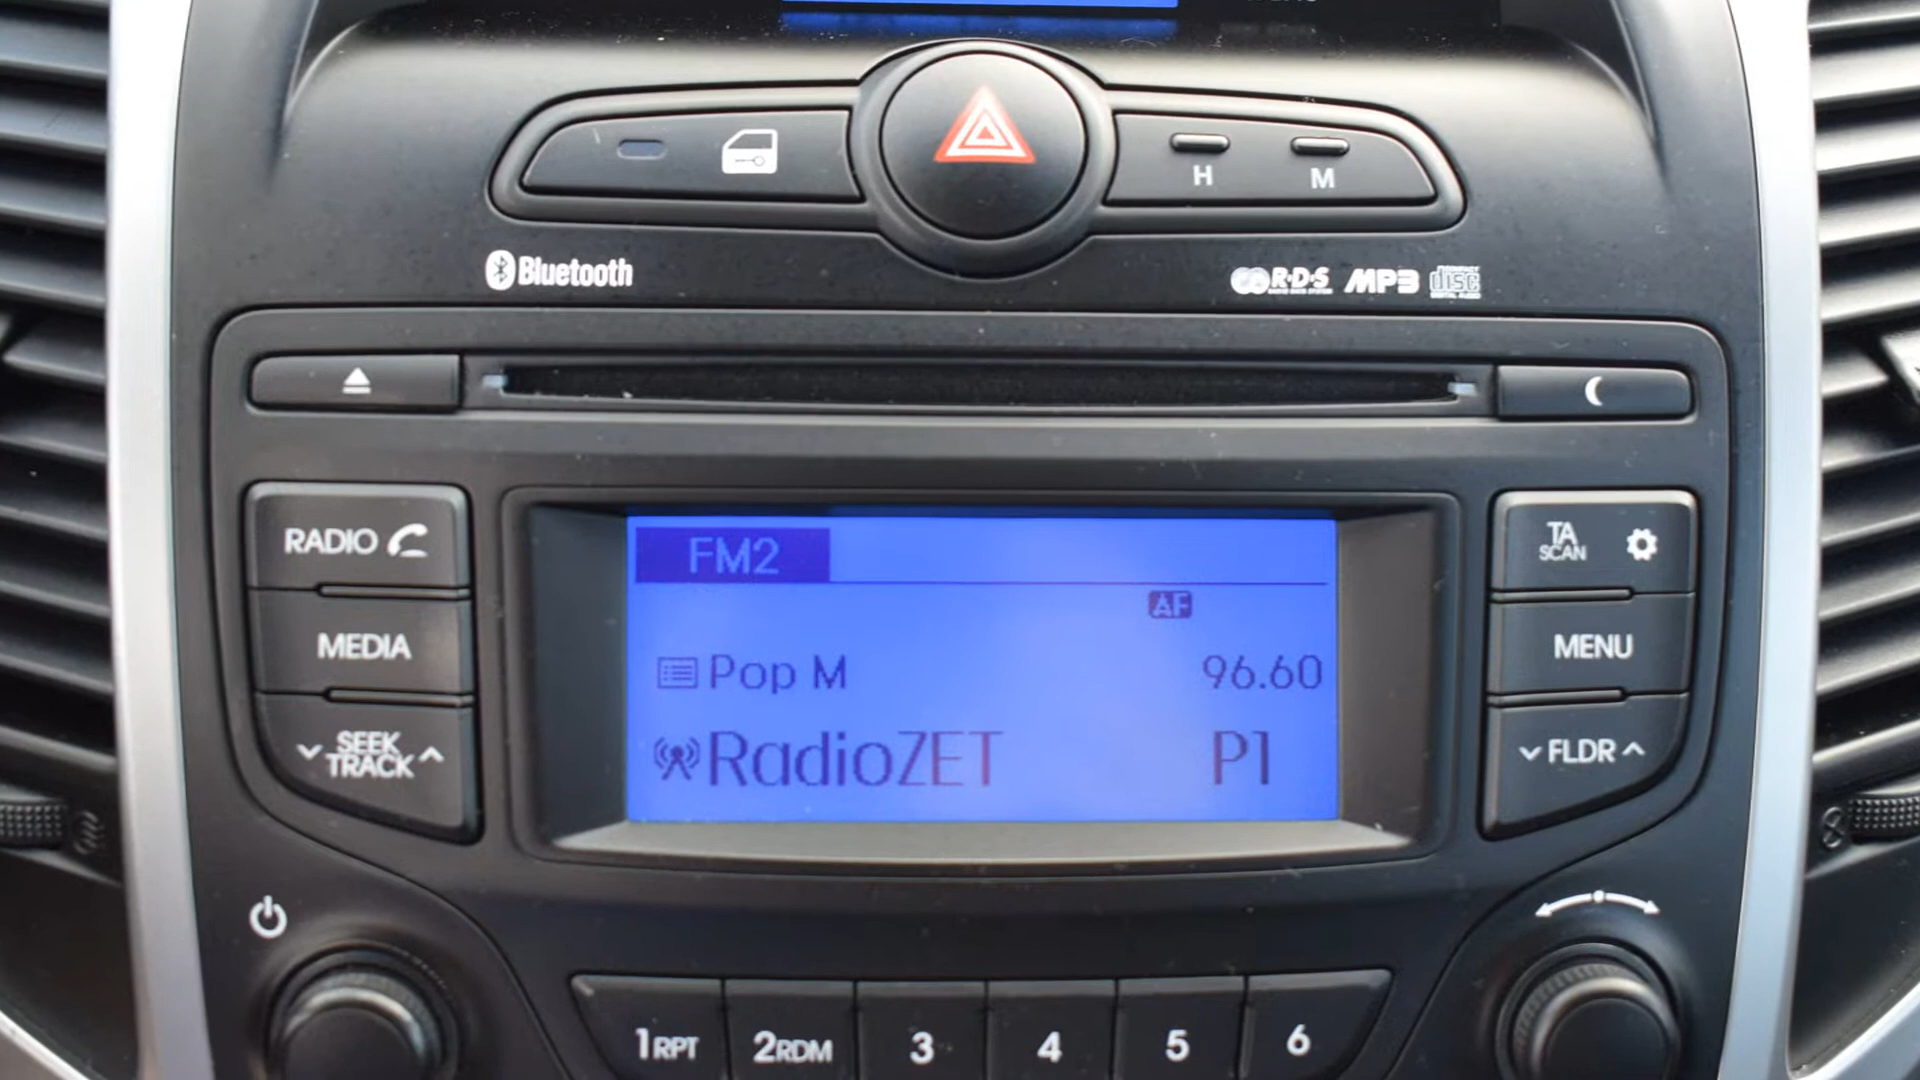 H M
Bluetooth
R·D·S MP3 disc
RADIO
TA
SCAN
FM2
AF
MEDIA
MENU
Pop M 96.60
SEEK
TRACK
RadioZET P1
FLDR
1RPT 2RDM 3 4 5 6